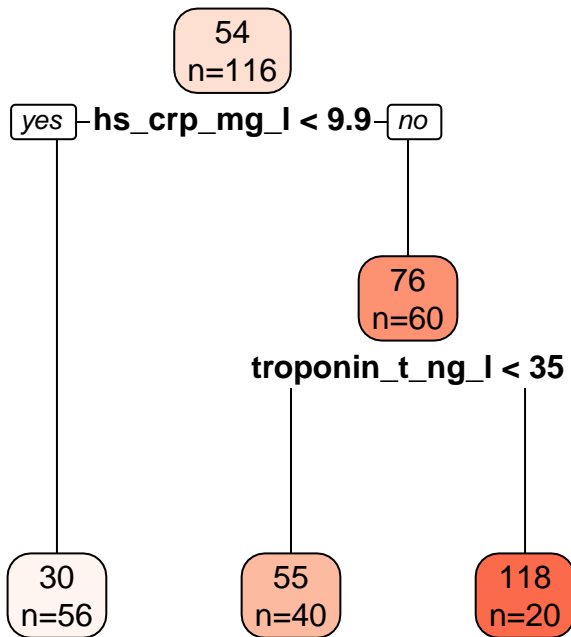 54
n=116
yes hs_crp_mg_l < 9.9 no
76
n=60
troponin_t_ng_l < 35
30
n=56
55
n=40
118
n=20